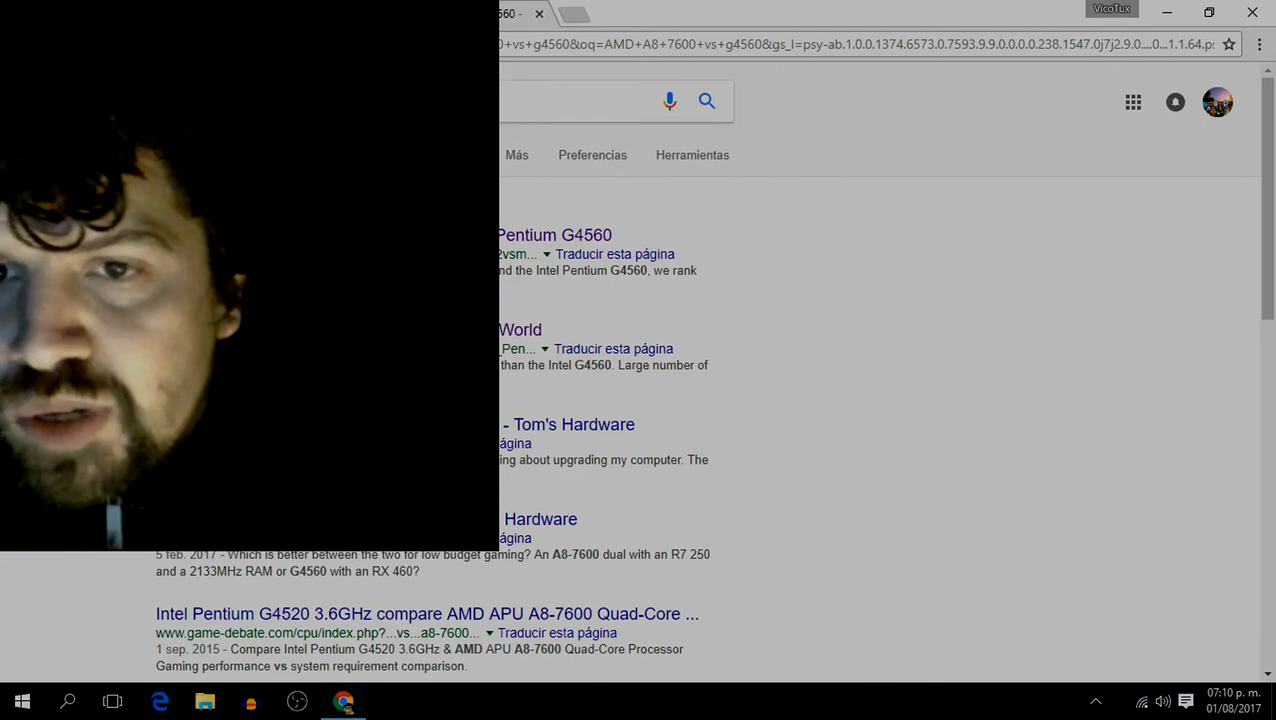 560 -
VicoTux
0+vs+g4560&oq=AMD+A8+7600+vs+g4560&gs_l=psy-ab.1.0.0.1374.6573.0.7593.9.9.0.0.0.0.238.1547.0j7j2.9.0....0...1.1.64.ps
Más Preferencias Herramientas
Pentium G4560
2vsm... Traducir esta página
nd the Intel Pentium G4560, we rank
World
_Pen... Traducir esta página
than the Intel G4560. Large number of
- Tom's Hardware
ágina
ing about upgrading my computer. The
Hardware
ágina
5 feb. 2017 - Which is better between the two for low budget gaming? An A8-7600 dual with an R7 250
and a 2133MHz RAM or G4560 with an RX 460?
Intel Pentium G4520 3.6GHz compare AMD APU A8-7600 Quad-Core ...
www.game-debate.com/cpu/index.php?...vs...a8-7600... Traducir esta página
1 sep. 2015 - Compare Intel Pentium G4520 3.6GHz & AMD APU A8-7600 Quad-Core Processor
Gaming performance vs system requirement comparison.
07:10 p. m.
01/08/2017